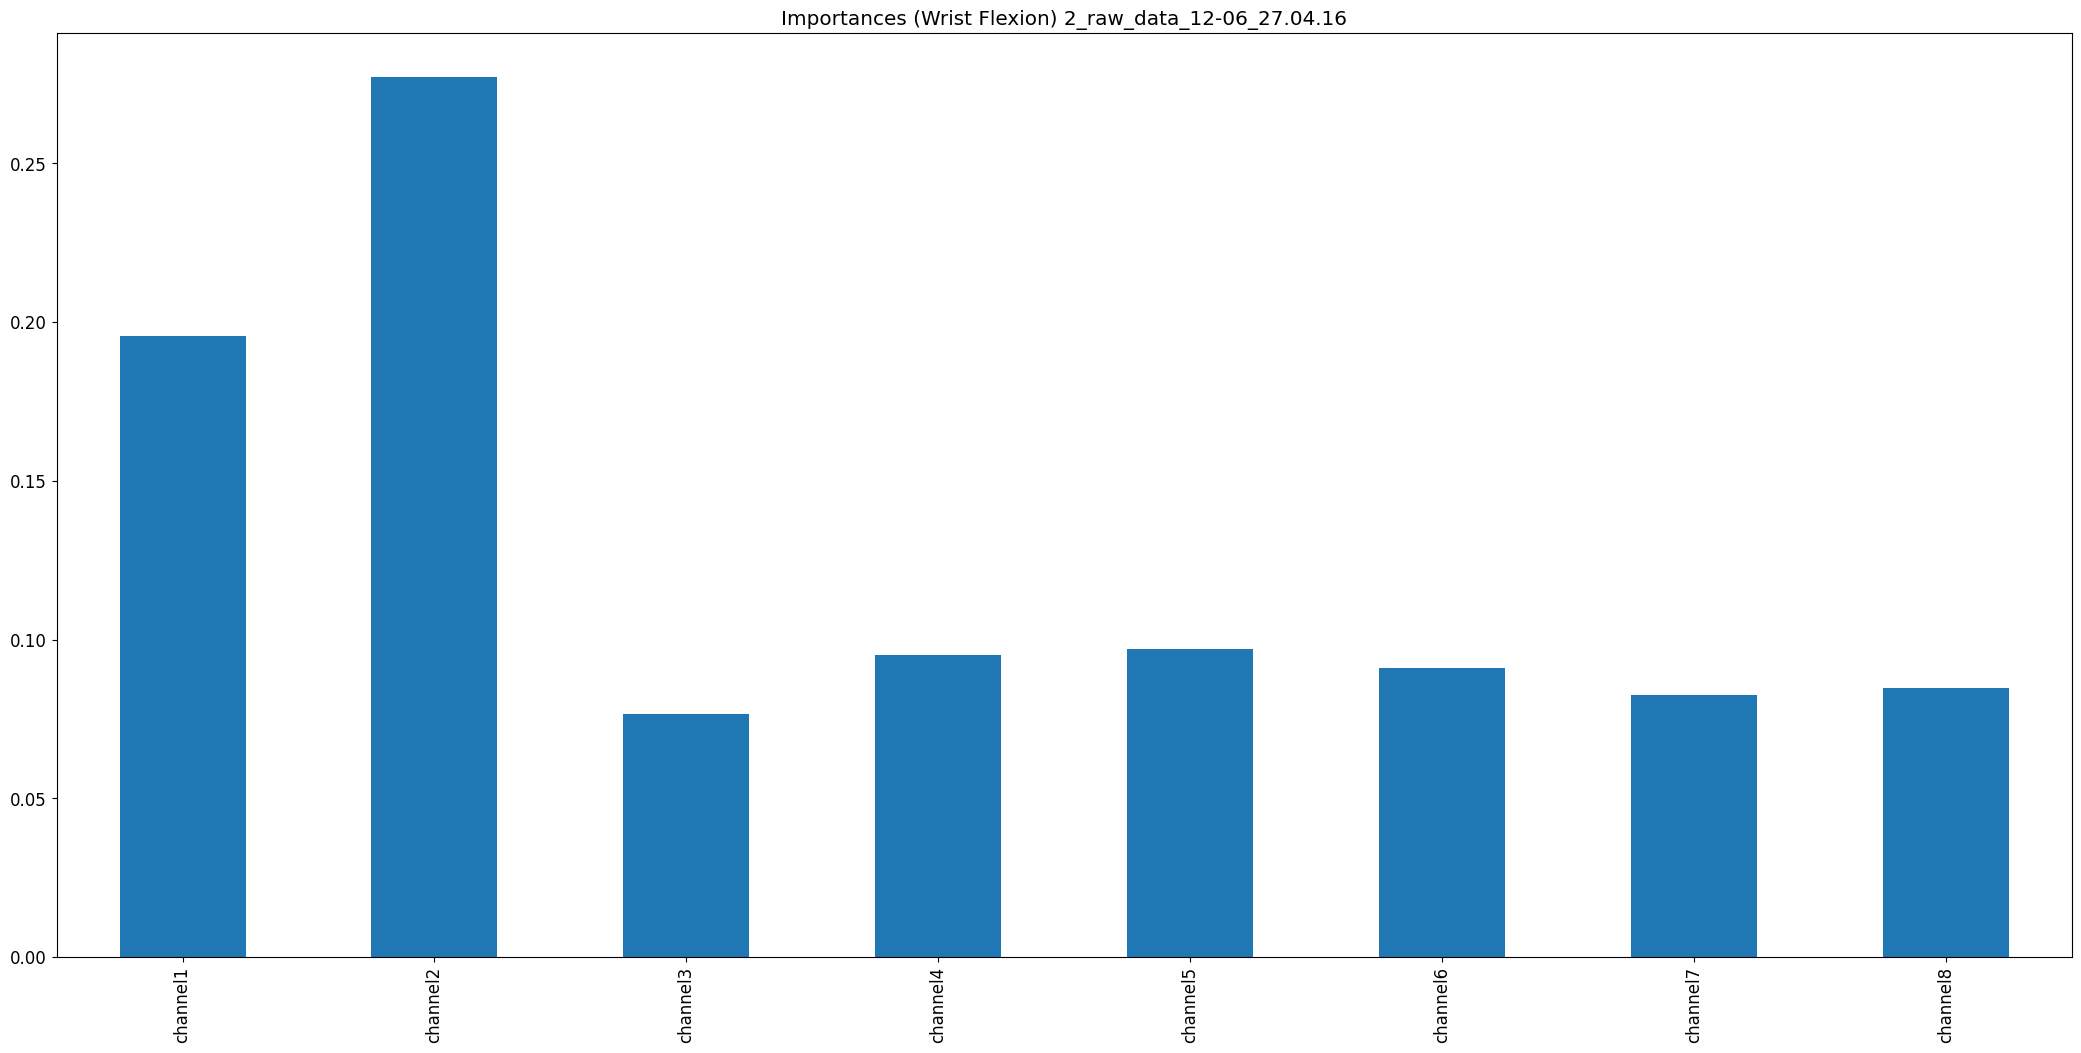 Importances (Wrist Flexion) 2_raw_data_12-06_27.04.16
0.25
0.20
0.15
0.10
0.05
0.00
channel1
channel2
channel3
channel4
channel5
channel6
channel7
channel8